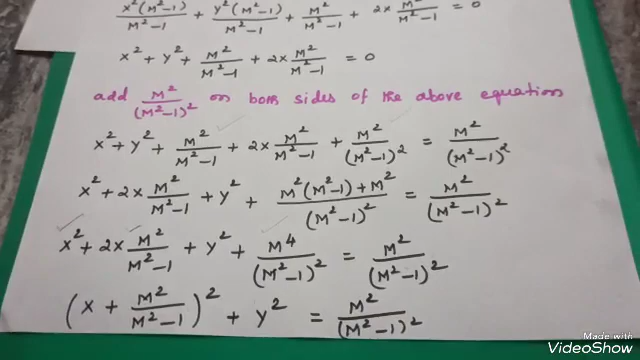 x²(M²-1)/M²-1 + y²(M²-1)/M²-1 + M²/M²-1 + 2x M²/M²-1 = 0
x² + y² + M²/M²-1 + 2x M²/M²-1 = 0
add M²/(M²-1)² on both sides of the above equation
x² + y² + M²/M²-1 + 2x M²/M²-1 + M²/(M²-1)² = M²/(M²-1)²
x² + 2x M²/M²-1 + y² + M²(M²-1)+M²/(M²-1)² = M²/(M²-1)²
x² + 2x M²/M²-1 + y² + M⁴/(M²-1)² = M²/(M²-1)²
(x + M²/M²-1)² + y² = M²/(M²-1)²
Made with
VideoShow